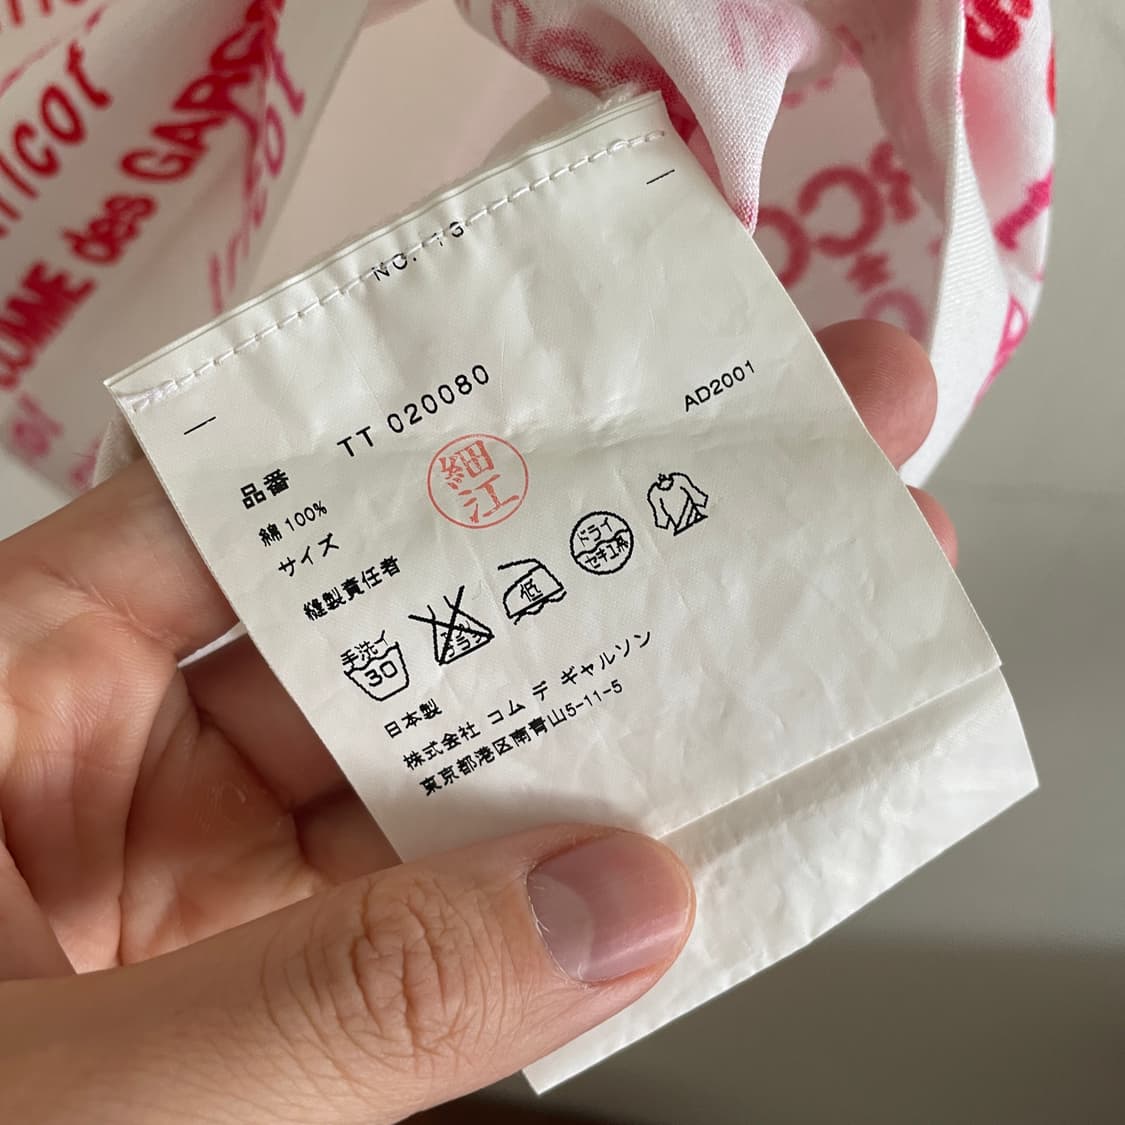 tricot
COMME des GARÇ
tricot
NO. 13
TT 020080
AD2001
品番
細江
綿 100%
サイズ
縫製責任者
手洗イ
30
低
ドライ
セキユ系
日本製
株式会社 コム デ ギャルソン
東京都港区南青山5-11-5